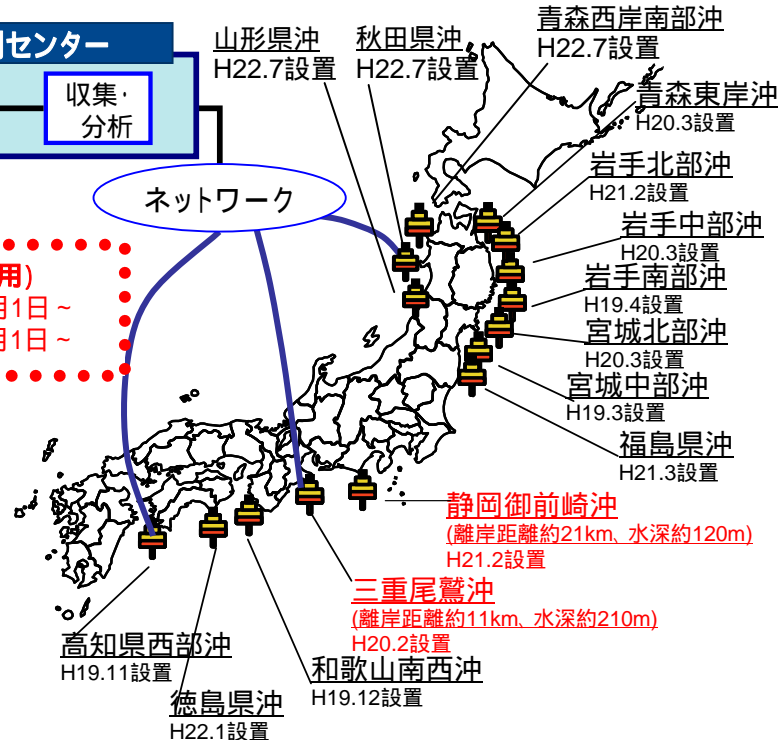 センター
収集・
分析
ネットワーク
用)
月1日~
月1日~
山形県沖
H22.7設置
秋田県沖
H22.7設置
青森西岸南部沖
H22.7設置
青森東岸沖
H20.3設置
岩手北部沖
H21.2設置
岩手中部沖
H20.3設置
岩手南部沖
H19.4設置
宮城北部沖
H20.3設置
宮城中部沖
H19.3設置
福島県沖
H21.3設置
静岡御前崎沖
(離岸距離約21km、水深約120m)
H21.2設置
三重尾鷲沖
(離岸距離約11km、水深約210m)
H20.2設置
高知県西部沖
H19.11設置
和歌山南西沖
H19.12設置
徳島県沖
H22.1設置